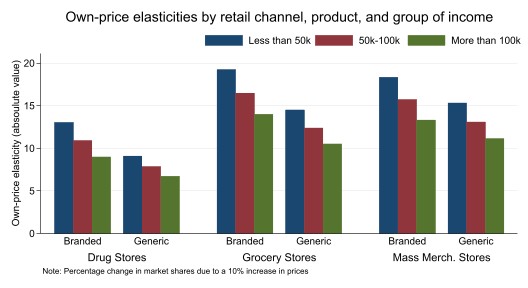 Own-price elasticities by retail channel, product, and group of income
Less than 50k 50k-100k More than 100k
Own-price elasticity (absoulute value)
20
15
10
5
0
Branded Generic Branded Generic Branded Generic
Drug Stores Grocery Stores Mass Merch. Stores
Note: Percentage change in market shares due to a 10% increase in prices